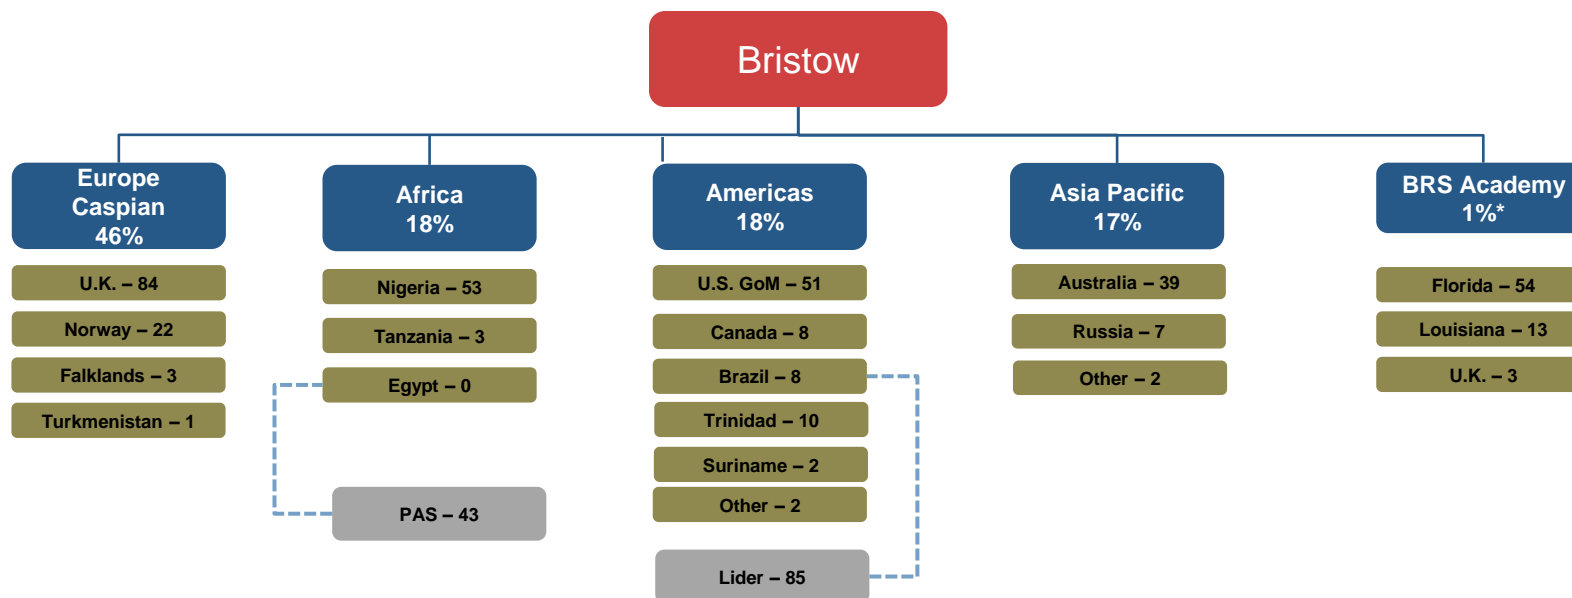 Bristow
Europe
Caspian
46%
U.K. – 84
Norway – 22
Falklands – 3
Turkmenistan – 1
Africa
18%
Nigeria – 53
Tanzania – 3
Egypt – 0
PAS – 43
Americas
18%
U.S. GoM – 51
Canada – 8
Brazil – 8
Trinidad – 10
Suriname – 2
Other – 2
Lider – 85
Asia Pacific
17%
Australia – 39
Russia – 7
Other – 2
BRS Academy
1%*
Florida – 54
Louisiana – 13
U.K. – 3